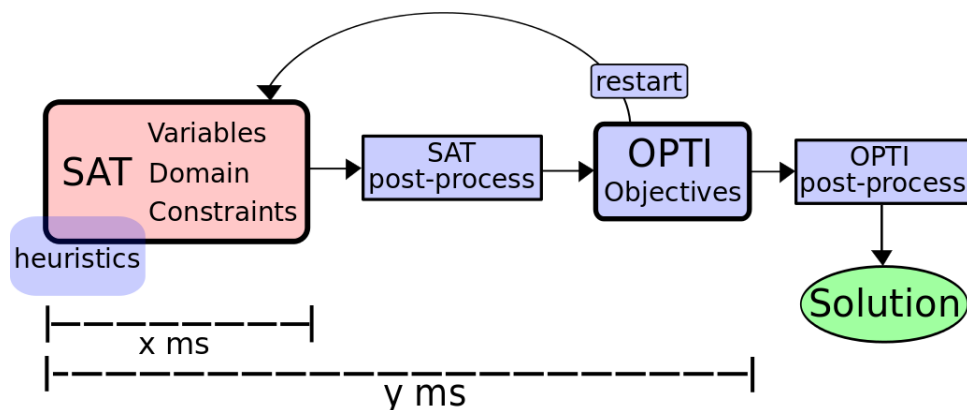 restart
SAT
Variables
Domain
Constraints
heuristics
SAT
post-process
OPTI
Objectives
OPTI
post-process
Solution
x ms
y ms